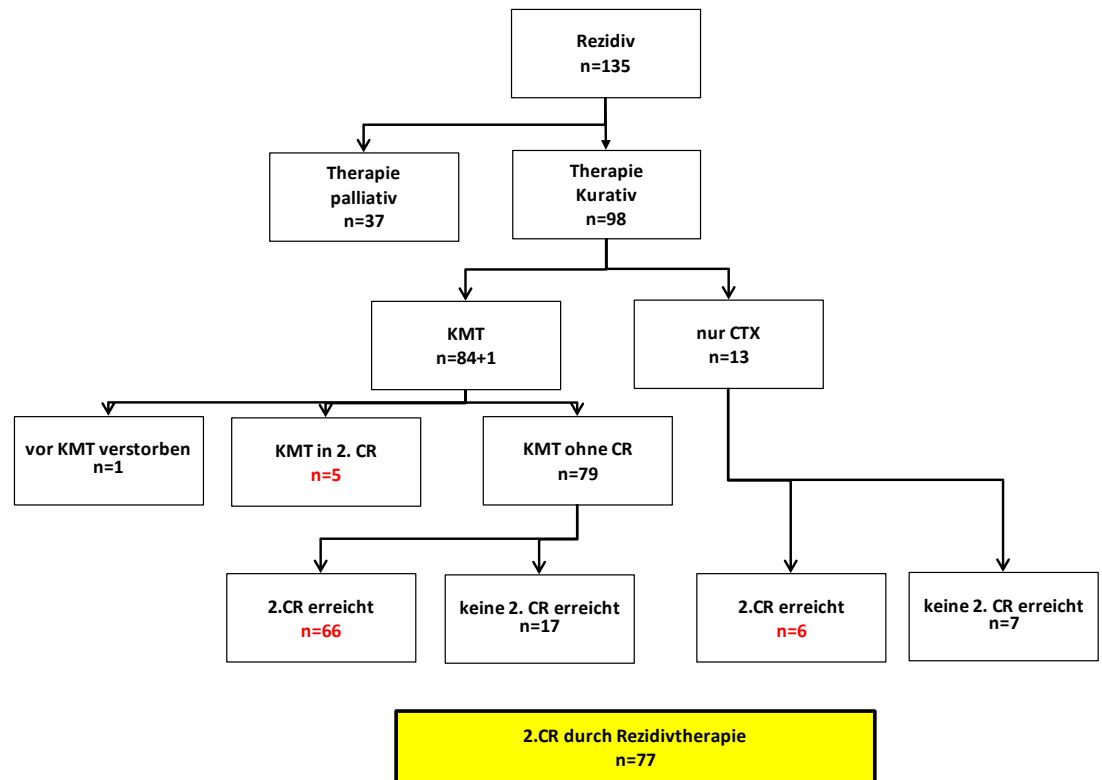 Rezidiv
n=135
Therapie
palliativ
n=37
Therapie
Kurativ
n=98
KMT
n=84+1
nur CTX
n=13
vor KMT verstorben
n=1
KMT in 2. CR
n=5
KMT ohne CR
n=79
2.CR erreicht
n=66
keine 2. CR erreicht
n=17
2.CR erreicht
n=6
keine 2. CR erreicht
n=7
2.CR durch Rezidivtherapie
n=77